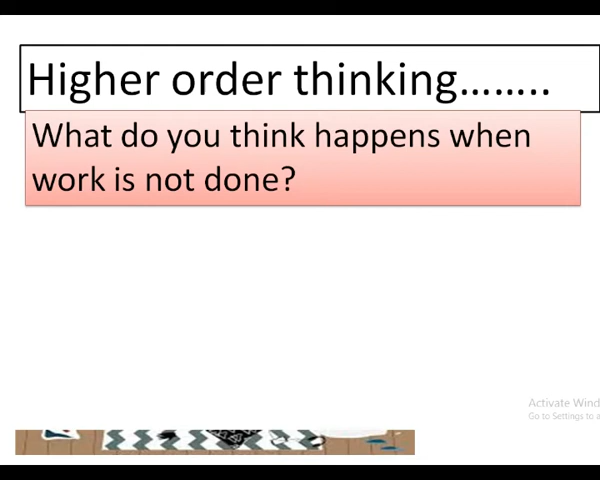 Higher order thinking……..
What do you think happens when
work is not done?
Activate Wind
Go to Settings to a